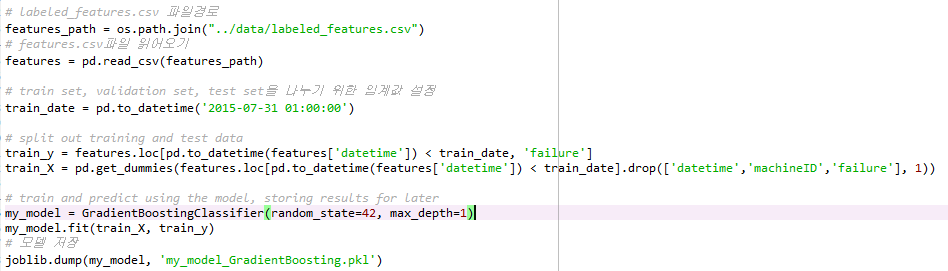 # labeled_features.csv 파일경로
features_path = os.path.join("../data/labeled_features.csv")
# features.csv파일 읽어오기
features = pd.read_csv(features_path)
# train set, validation set, test set을 나누기 위한 임계값 설정
train_date = pd.to_datetime('2015-07-31 01:00:00')
# split out training and test data
train_y = features.loc[pd.to_datetime(features['datetime']) < train_date, 'failure']
train_X = pd.get_dummies(features.loc[pd.to_datetime(features['datetime']) < train_date].drop(['datetime','machineID','failure'], 1))
# train and predict using the model, storing results for later
my_model = GradientBoostingClassifier(random_state=42, max_depth=1)
my_model.fit(train_X, train_y)
# 모델 저장
joblib.dump(my_model, 'my_model_GradientBoosting.pkl')